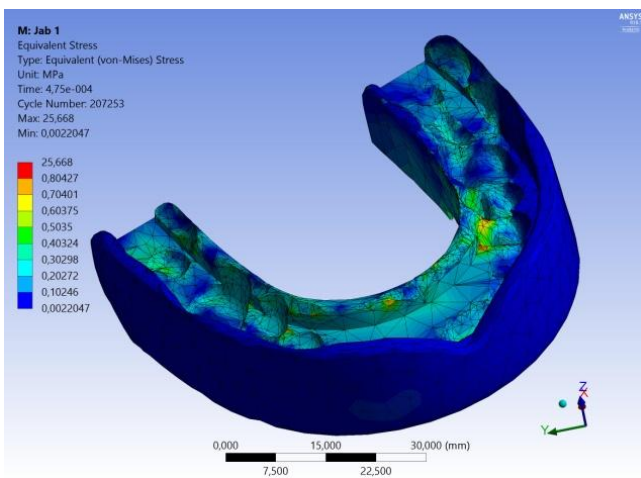 M: Jab 1
Equivalent Stress
Type: Equivalent (von-Mises) Stress
Unit: MPa
Time: 4,75e-004
Cycle Number: 207253
Max: 25,668
Min: 0,0022047
25,668
0,80427
0,70401
0,60375
0,5035
0,40324
0,30298
0,20272
0,10246
0,0022047
ANSYS
Z
X
Y
0,000 15,000 30,000 (mm)
7,500 22,500